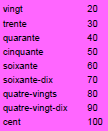 vingt 20
trente 30
quarante 40
cinquante 50
soixante 60
soixante-dix 70
quatre-vingts 80
quatre-vingt-dix 90
cent 100